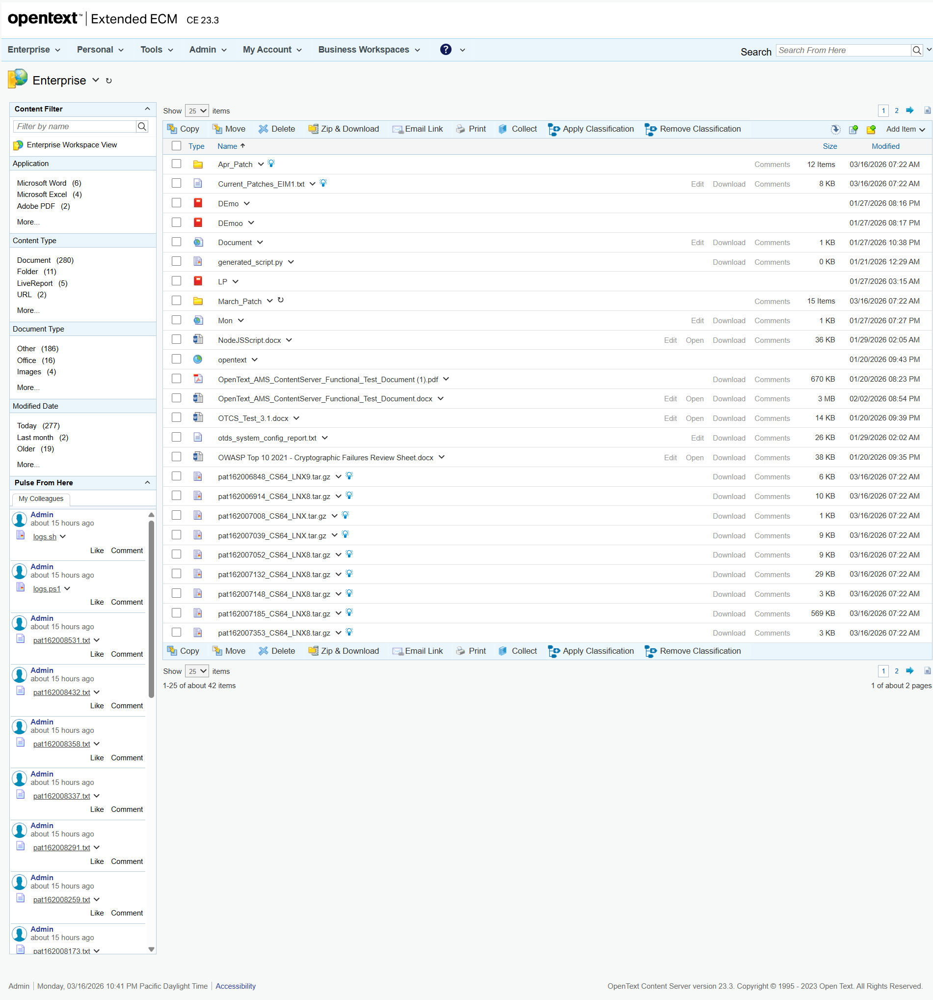 opentext™ | Extended ECM CE 23.3
Enterprise Personal Tools Admin My Account Business Workspaces ? Search Search From Here
Enterprise
Content Filter
Filter by name
Enterprise Workspace View
Application
Microsoft Word (6)
Microsoft Excel (4)
Adobe PDF (2)
More...
Content Type
Document (280)
Folder (11)
LiveReport (5)
URL (2)
More...
Document Type
Other (186)
Office (16)
Images (4)
More...
Modified Date
Today (277)
Last month (2)
Older (19)
More...
Pulse From Here
My Colleagues
Admin
about 15 hours ago
logs.sh
Like Comment
Admin
about 15 hours ago
logs.ps1
Like Comment
Admin
about 15 hours ago
pat162008531.txt
Like Comment
Admin
about 15 hours ago
pat162008432.txt
Like Comment
Admin
about 15 hours ago
pat162008358.txt
Like Comment
Admin
about 15 hours ago
pat162008337.txt
Like Comment
Admin
about 15 hours ago
pat162008291.txt
Like Comment
Admin
about 15 hours ago
pat162008259.txt
Like Comment
Admin
about 15 hours ago
pat162008173.txt
Show 25 items 1 2
Copy Move Delete Zip & Download Email Link Print Collect Apply Classification Remove Classification Add Item
Type Name Size Modified
Apr_Patch Comments 12 Items 03/16/2026 07:22 AM
Current_Patches_EIM1.txt Edit Download Comments 8 KB 03/16/2026 07:22 AM
DEmo 01/27/2026 08:16 PM
DEmoo 01/27/2026 08:17 PM
Document Edit Download Comments 1 KB 01/27/2026 10:38 PM
generated_script.py Download Comments 0 KB 01/21/2026 12:29 AM
LP 01/27/2026 03:15 AM
March_Patch Comments 15 Items 03/16/2026 07:22 AM
Mon Edit Download Comments 1 KB 01/27/2026 07:27 PM
NodeJSScript.docx Edit Open Download Comments 36 KB 01/29/2026 02:05 AM
opentext 01/20/2026 09:43 PM
OpenText_AMS_ContentServer_Functional_Test_Document (1).pdf Download Comments 670 KB 01/20/2026 08:23 PM
OpenText_AMS_ContentServer_Functional_Test_Document.docx Edit Open Download Comments 3 MB 02/02/2026 08:54 PM
OTCS_Test_3.1.docx Edit Open Download Comments 14 KB 01/20/2026 09:39 PM
otds_system_config_report.txt Edit Download Comments 26 KB 01/29/2026 02:02 AM
OWASP Top 10 2021 - Cryptographic Failures Review Sheet.docx Edit Open Download Comments 38 KB 01/20/2026 09:35 PM
pat162006848_CS64_LNX9.tar.gz Download Comments 6 KB 03/16/2026 07:22 AM
pat162006914_CS64_LNX8.tar.gz Download Comments 10 KB 03/16/2026 07:22 AM
pat162007008_CS64_LNX.tar.gz Download Comments 1 KB 03/16/2026 07:22 AM
pat162007039_CS64_LNX.tar.gz Download Comments 9 KB 03/16/2026 07:22 AM
pat162007052_CS64_LNX8.tar.gz Download Comments 9 KB 03/16/2026 07:22 AM
pat162007132_CS64_LNX8.tar.gz Download Comments 29 KB 03/16/2026 07:22 AM
pat162007148_CS64_LNX8.tar.gz Download Comments 3 KB 03/16/2026 07:22 AM
pat162007185_CS64_LNX8.tar.gz Download Comments 569 KB 03/16/2026 07:22 AM
pat162007353_CS64_LNX8.tar.gz Download Comments 3 KB 03/16/2026 07:22 AM
Copy Move Delete Zip & Download Email Link Print Collect Apply Classification Remove Classification
Show 25 items 1 2
1-25 of about 42 items 1 of about 2 pages
Admin | Monday, 03/16/2026 10:41 PM Pacific Daylight Time | Accessibility OpenText Content Server version 23.3. Copyright © 1995 - 2023 Open Text. All Rights Reserved.